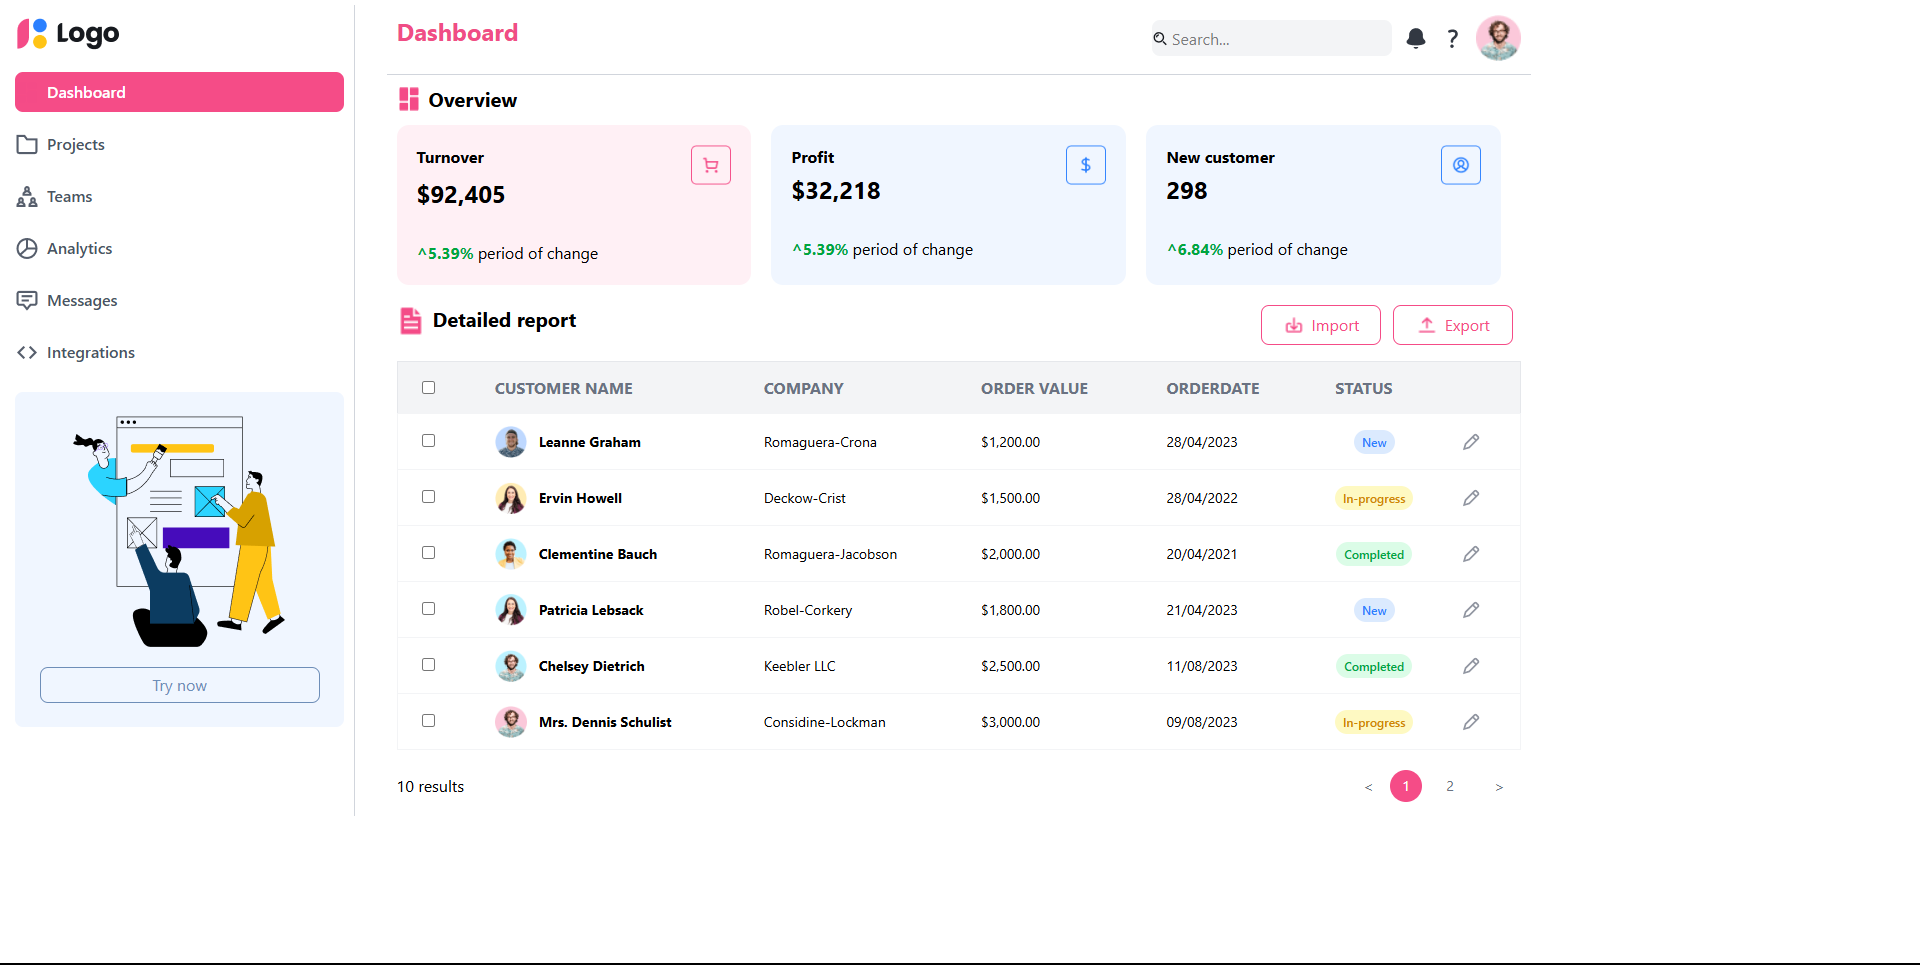 Logo
Dashboard
Projects
Teams
Analytics
Messages
Integrations
Try now
Dashboard
Search...
?
Overview
Turnover
$92,405
^5.39% period of change
Profit
$
$32,218
^5.39% period of change
New customer
298
^6.84% period of change
Detailed report
Import
Export
CUSTOMER NAME COMPANY ORDER VALUE ORDERDATE STATUS
Leanne Graham Romaguera-Crona $1,200.00 28/04/2023 New
Ervin Howell Deckow-Crist $1,500.00 28/04/2022 In-progress
Clementine Bauch Romaguera-Jacobson $2,000.00 20/04/2021 Completed
Patricia Lebsack Robel-Corkery $1,800.00 21/04/2023 New
Chelsey Dietrich Keebler LLC $2,500.00 11/08/2023 Completed
Mrs. Dennis Schulist Considine-Lockman $3,000.00 09/08/2023 In-progress
10 results
< 1 2 >